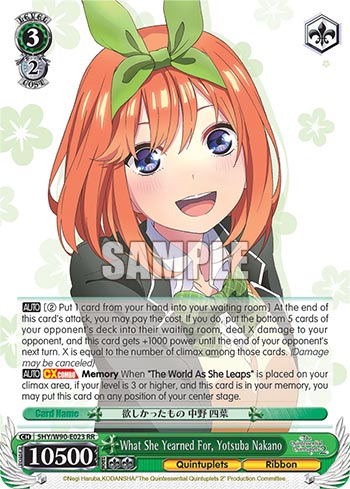 LEVEL
3
2
COST
SAMPLE
AUTO [② Put 1 card from your hand into your waiting room] At the end of
this card's attack, you may pay the cost. If you do, put the bottom 5 cards of
your opponent's deck into their waiting room, deal X damage to your
opponent, and this card gets +1000 power until the end of your opponent's
next turn. X is equal to the number of climax among those cards. (Damage
may be canceled)
AUTO CXCOMBO Memory When "The World As She Leaps" is placed on your
climax area, if your level is 3 or higher, and this card is in your memory, you
may put this card on stage position that this card was.
Card Name 欲しかったもの 中野 四葉
CH 5HY/W90-E023 RR
10500
What She Yearned For, Yotsuba Nakano
Quintuplets Ribbon
©Negi Haruba,KODANSHA/"The Quintessential Quintuplets 2" Production Committee.